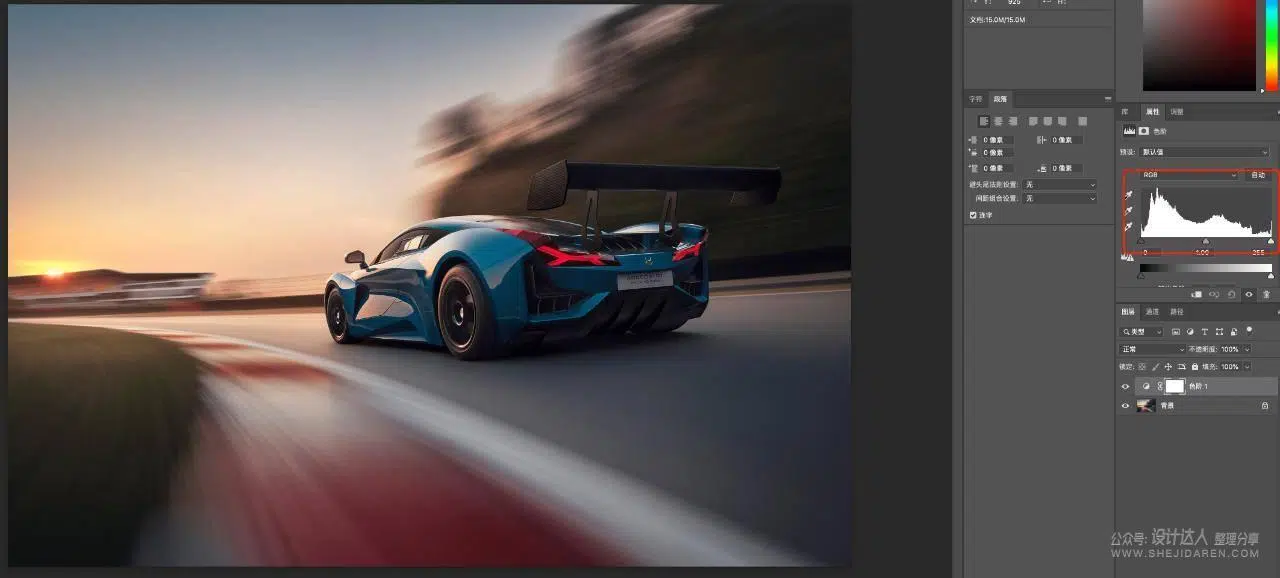 文档:15.0M/15.0M
字符 段落
0 像素 0 像素
0 像素
0 像素 0 像素
避头尾法则设置: 无
间距组合设置: 无
连字
库 属性 调整
色阶
预设: 默认值
RGB 自动
0 1.00 255
图层 通道 路径
类型
正常 不透明度: 100%
锁定: 填充: 100%
色阶 1
背景
公众号: 设计达人 整理分享
WWW.SHEJIDAREN.COM